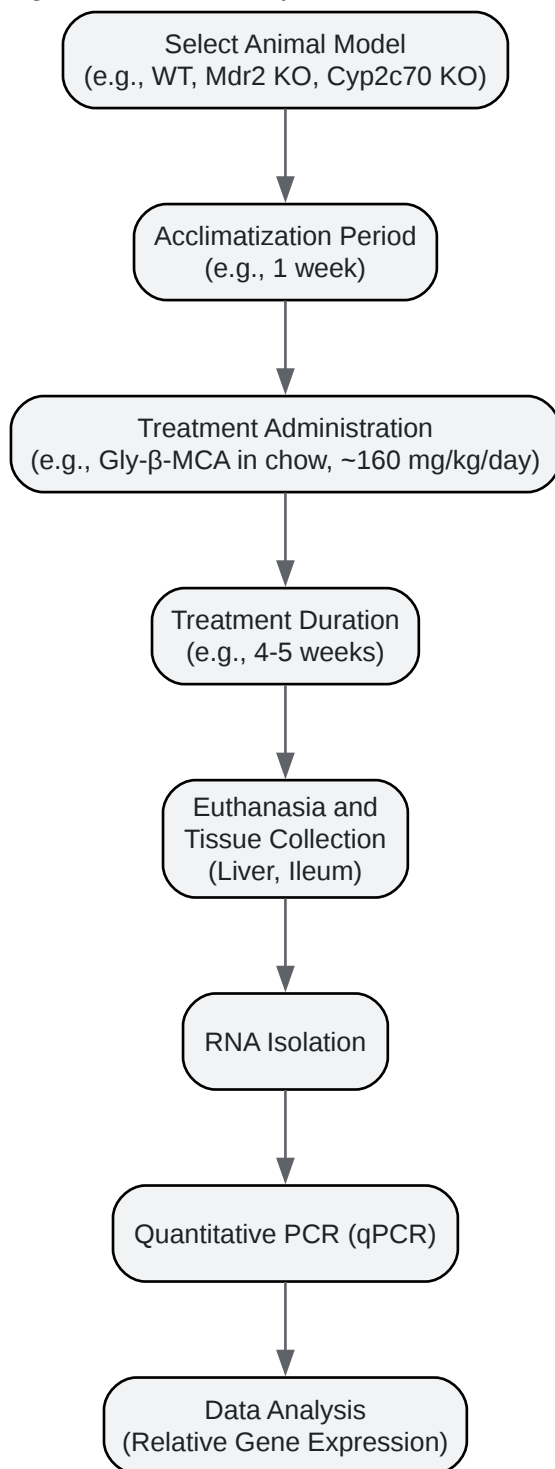 Select Animal Model
(e.g., WT, Mdr2 KO, Cyp2c70 KO)
Acclimatization Period
(e.g., 1 week)
Treatment Administration
(e.g., Gly-β-MCA in chow, ~160 mg/kg/day)
Treatment Duration
(e.g., 4-5 weeks)
Euthanasia and
Tissue Collection
(Liver, Ileum)
RNA Isolation
Quantitative PCR (qPCR)
Data Analysis
(Relative Gene Expression)